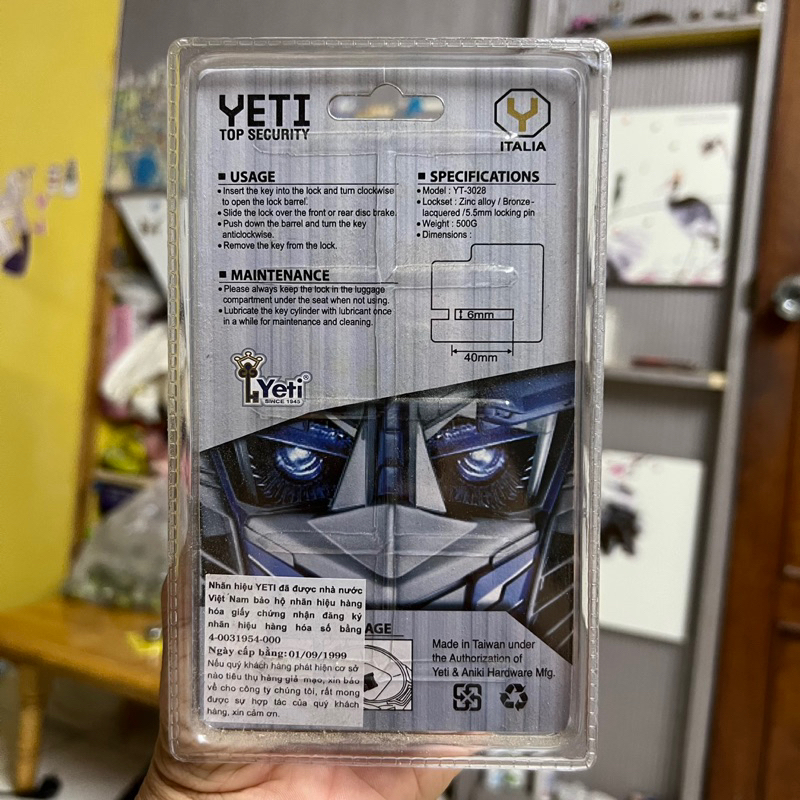 YETI
TOP SECURITY
Y
ITALIA
■ USAGE
• Insert the key into the lock and turn clockwise
to open the lock barrel.
• Slide the lock over the front or rear disc brake.
• Push down the barrel and turn the key
anticlockwise.
• Remove the key from the lock.
■ MAINTENANCE
• Please always keep the lock in the luggage
compartment under the seat when not using.
• Lubricate the key cylinder with lubricant once
in a while for maintenance and cleaning.
■ SPECIFICATIONS
• Model : YT-3028
• Lockset : Zinc alloy / Bronze-
lacquered / 5.5mm locking pin
• Weight : 500G
• Dimensions :
6mm
40mm
Yeti®
SINCE 1945
Nhãn hiệu YETI đã được nhà nước
Việt Nam bảo hộ nhãn hiệu hàng
hóa giấy chứng nhận đăng ký
nhãn hiệu hàng hóa số bằng
4-0031954-000
Ngày cấp bằng: 01/09/1999
Nếu quý khách hàng phát hiện cơ sở
nào tiêu thụ hàng giả mạo, xin báo
về cho công ty chúng tôi, rất mong
được sự hợp tác của quý khách
hàng, xin cảm ơn.
AGE
Made in Taiwan under
the Authorization of
Yeti & Aniki Hardware Mfg.